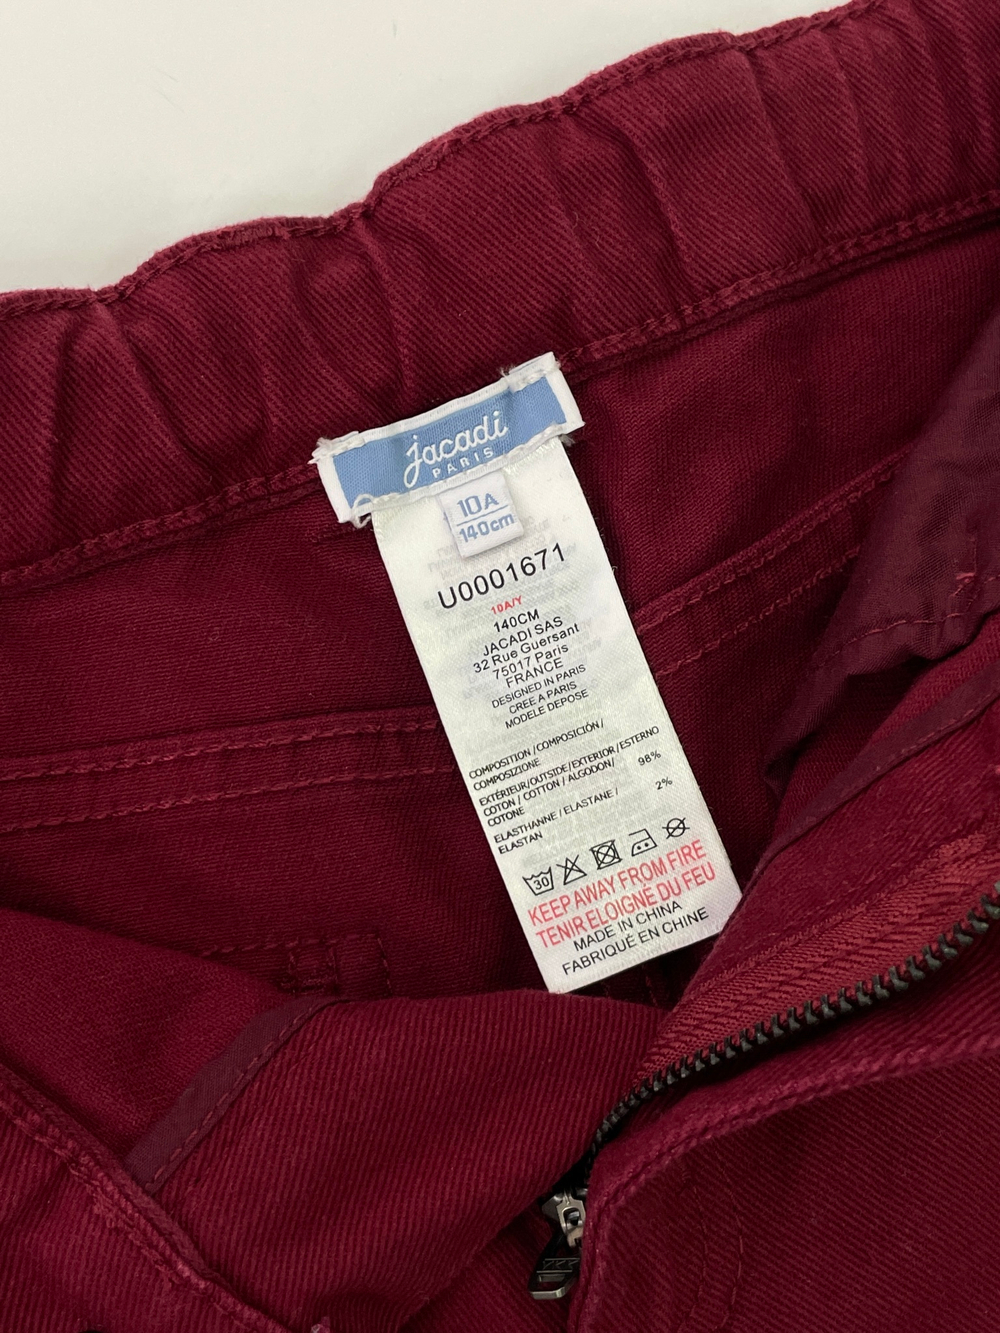 jacadi
PARIS
10A
140cm
U0001671
10A/Y
140CM
JACADI SAS
32 Rue Guersant
75017 Paris
FRANCE
DESIGNED IN PARIS
CREE A PARIS
MODELE DEPOSE
COMPOSITION / COMPOSICIÓN /
COMPOSIZIONE
EXTÉRIEUR/OUTSIDE/EXTERIOR/ESTERNO
COTON / COTTON / ALGODON/ 98%
COTONE
ELASTHANNE / ELASTANE / 2%
ELASTAN
30
KEEP AWAY FROM FIRE
TENIR ELOIGNÉ DU FEU
MADE IN CHINA
FABRIQUÉ EN CHINE